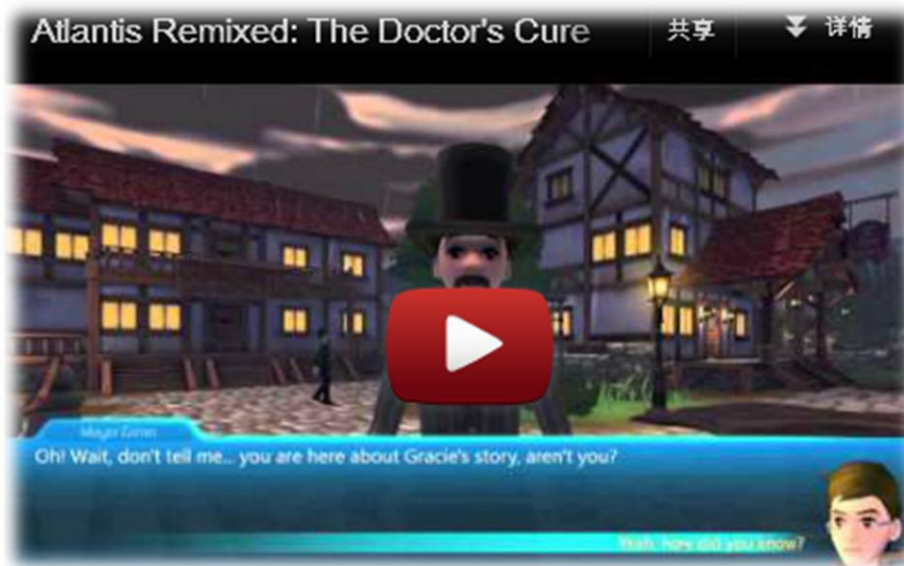 Atlantis Remixed: The Doctor's Cure
共享
详情
Oh! Wait, don't tell me... you are here about Gracie's story, aren't you?
Yeah, how did you know?